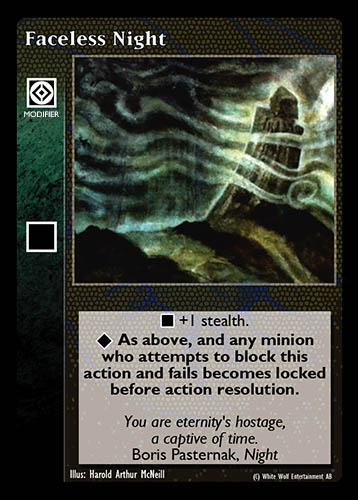 Faceless Night
MODIFIER
+1 stealth.
As above, and any minion
who attempts to block this
action and fails becomes locked
before action resolution.
You are eternity's hostage,
a captive of time.
Boris Pasternak, Night
Illus: Harold Arthur McNeill
(C) White Wolf Entertainment AB